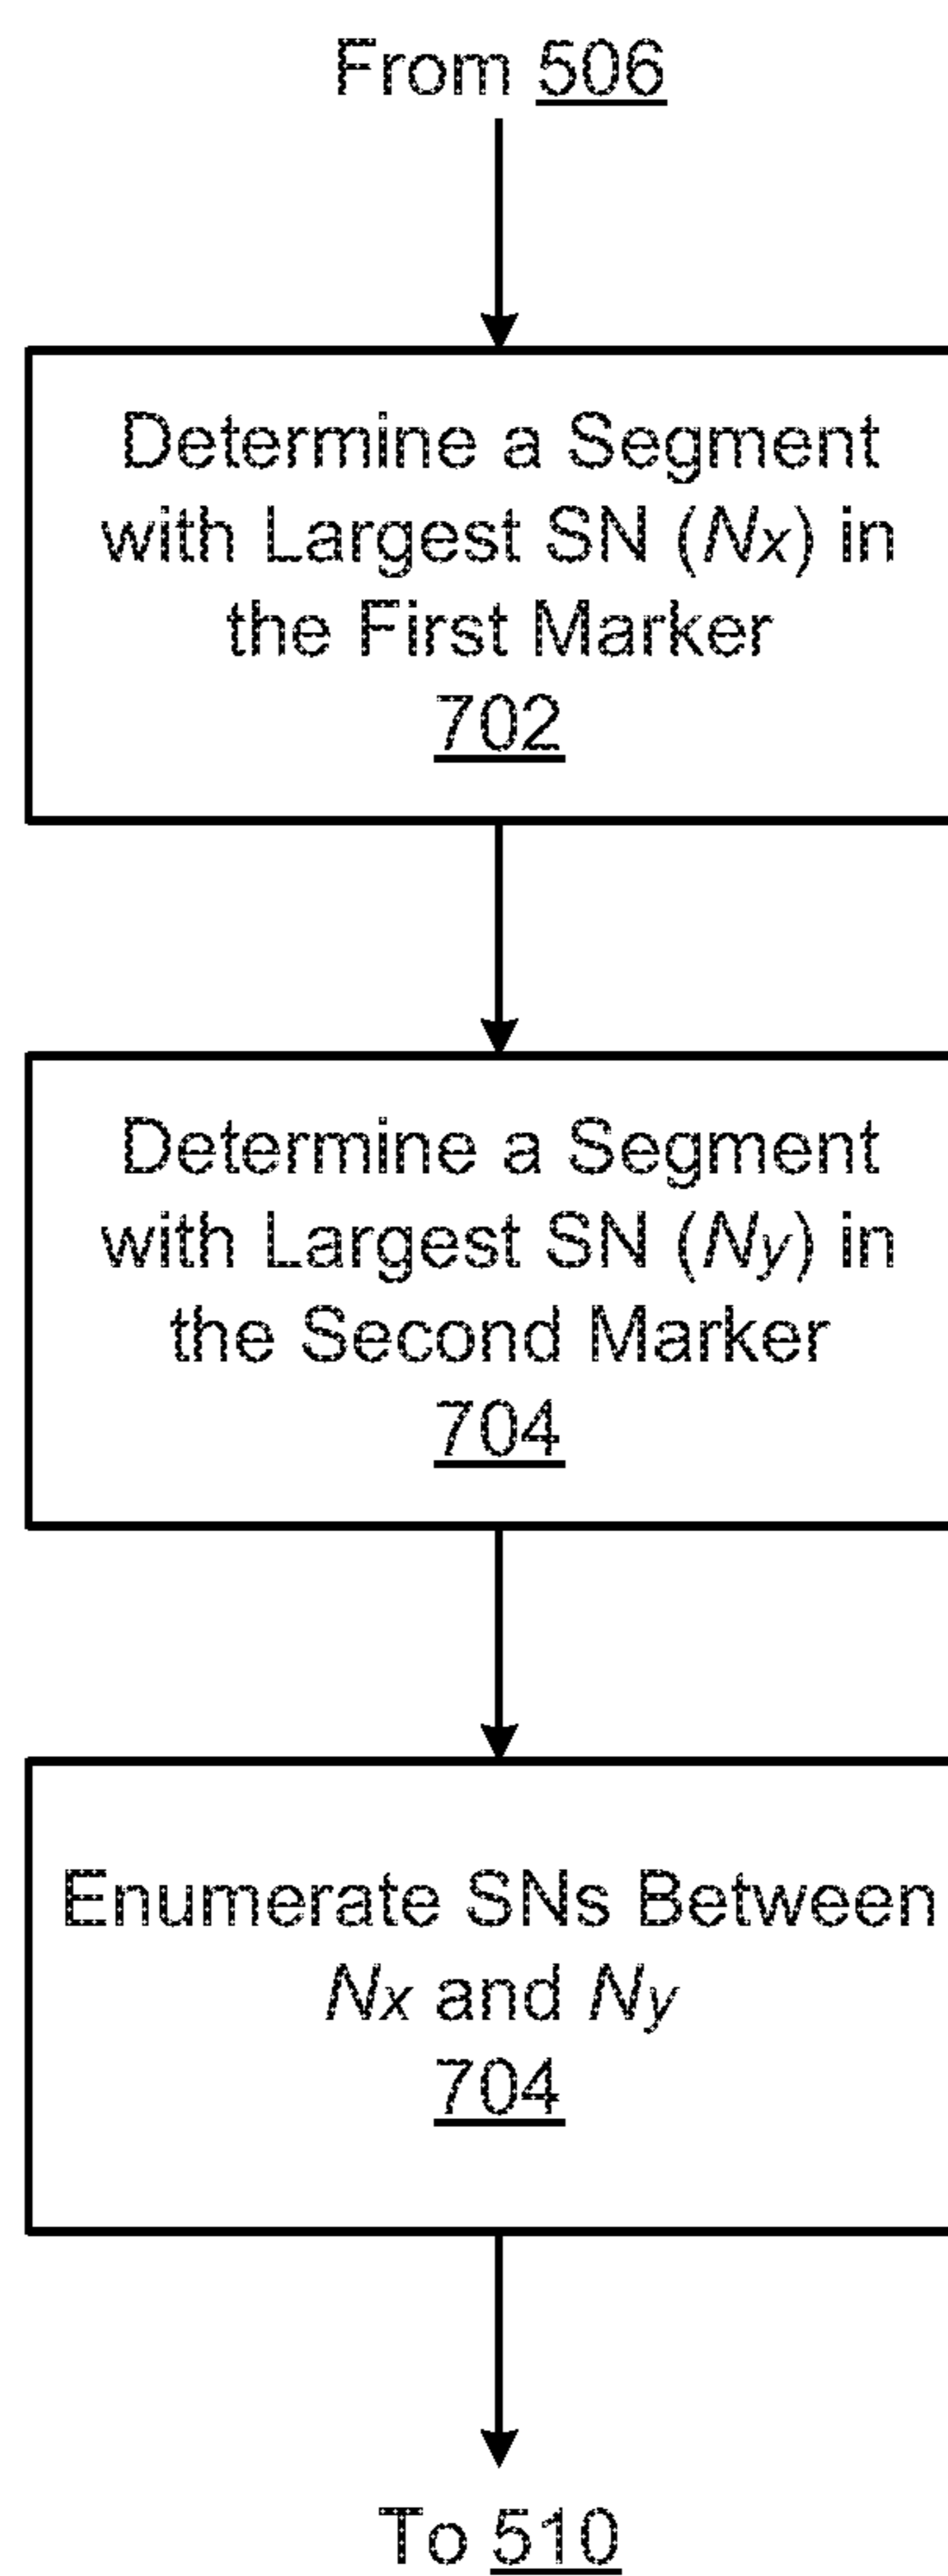 From 506
Determine a Segment
with Largest SN (Nx) in
the First Marker
702
Determine a Segment
with Largest SN (Ny) in
the Second Marker
704
Enumerate SNs Between
Nx and Ny
704
To 510